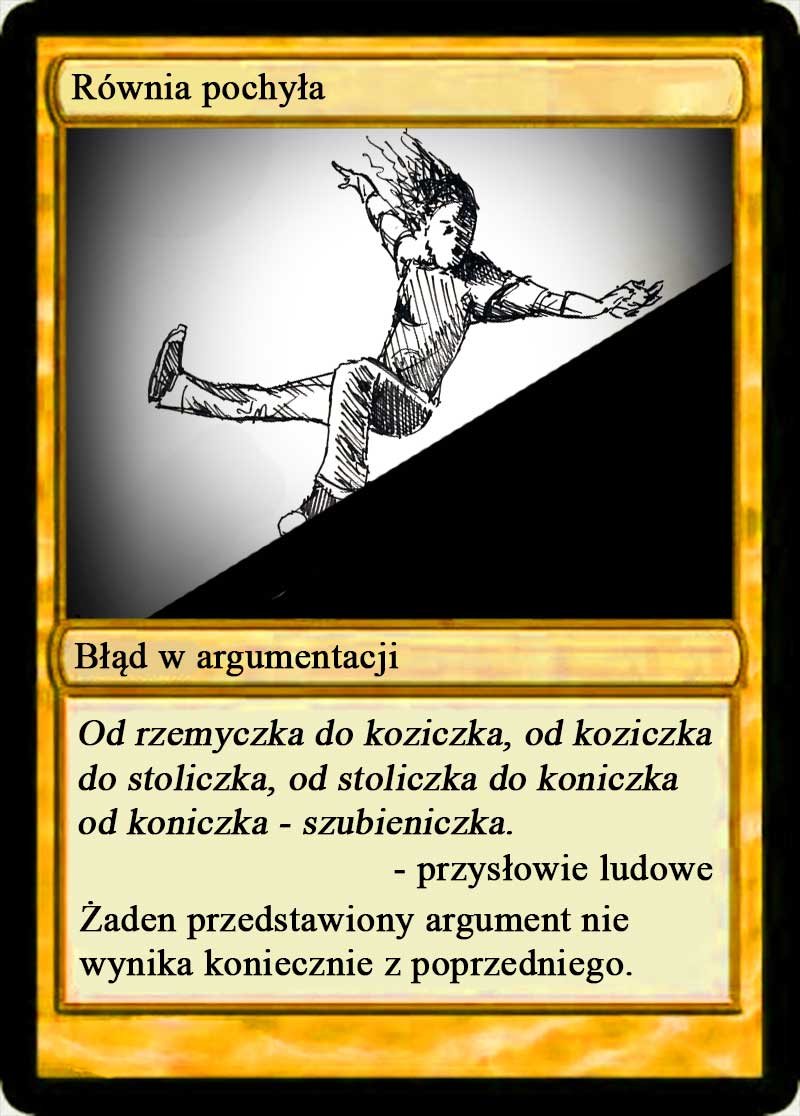 Równia pochyła
Błąd w argumentacji
Od rzemyczka do koziczka, od koziczka
do stoliczka, od stoliczka do koniczka
od koniczka - szubieniczka.
- przysłowie ludowe
Żaden przedstawiony argument nie
wynika koniecznie z poprzedniego.